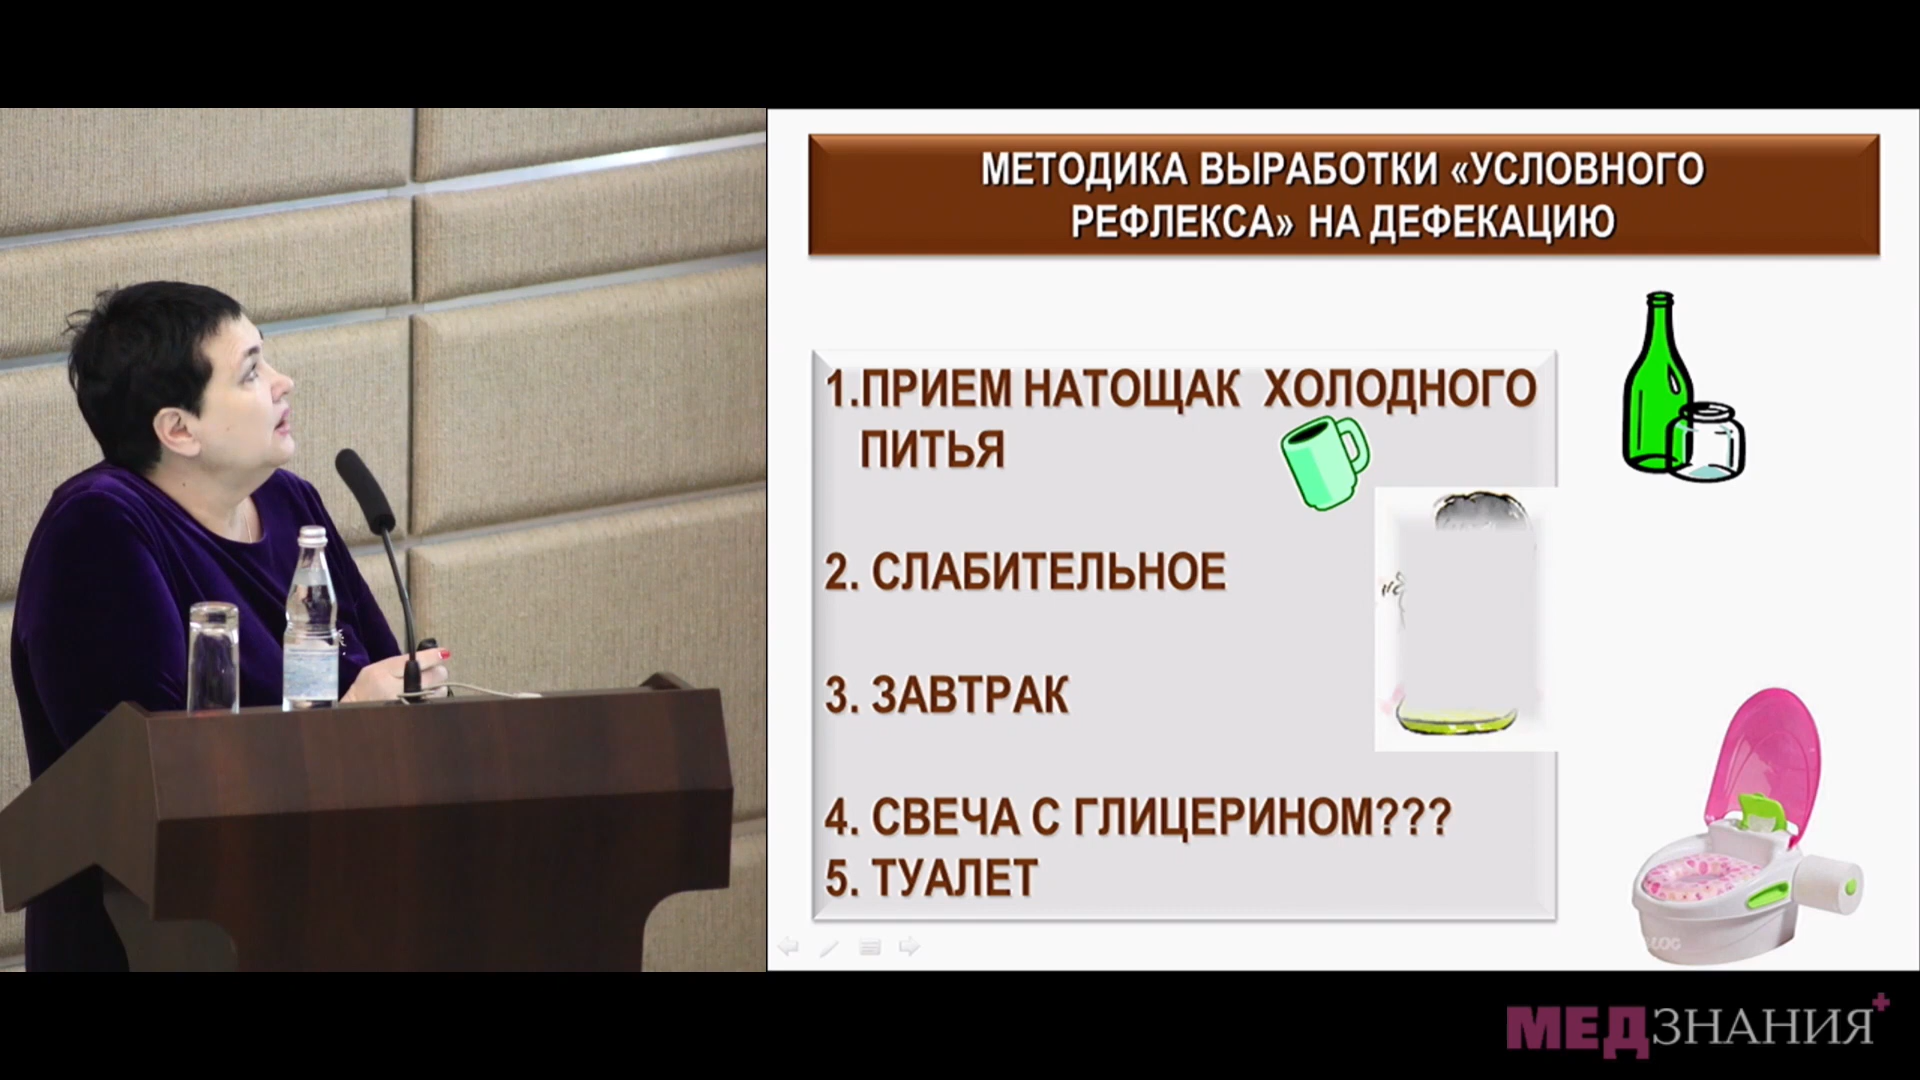 МЕТОДИКА ВЫРАБОТКИ «УСЛОВНОГО
РЕФЛЕКСА» НА ДЕФЕКАЦИЮ
1.ПРИЕМ НАТОЩАК ХОЛОДНОГО
ПИТЬЯ
2. СЛАБИТЕЛЬНОЕ
3. ЗАВТРАК
4. СВЕЧА С ГЛИЦЕРИНОМ???
5. ТУАЛЕТ
МЕДЗНАНИЯ+